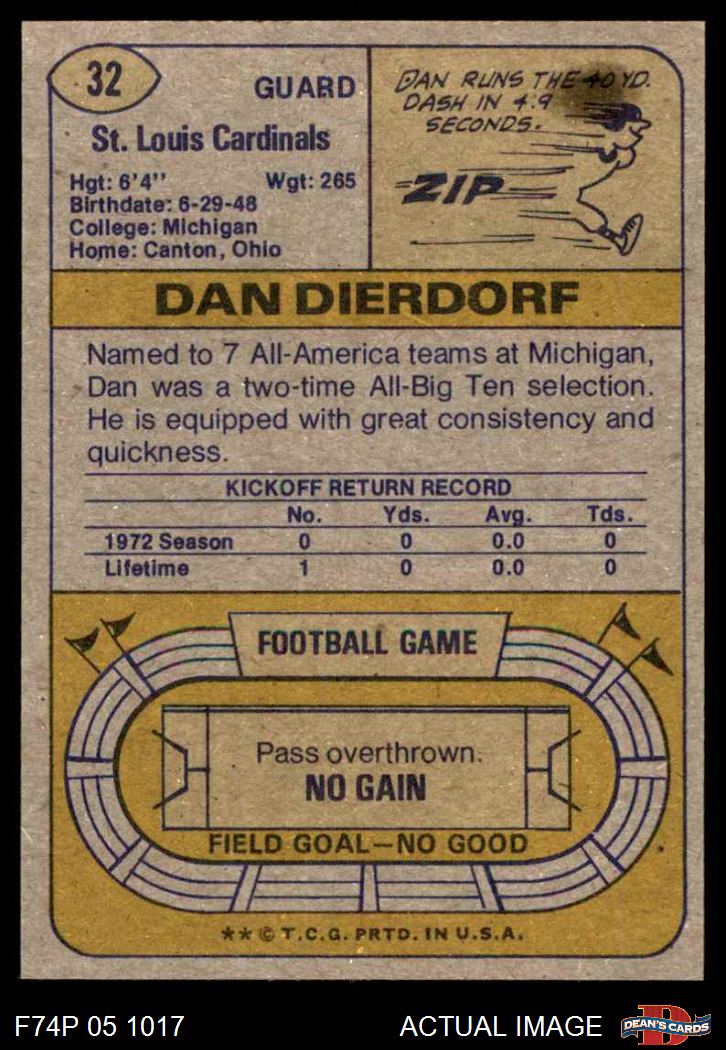 32
GUARD
St. Louis Cardinals
Hgt: 6'4'' Wgt: 265
Birthdate: 6-29-48
College: Michigan
Home: Canton, Ohio
DAN RUNS THE 40 YD.
DASH IN 4.9
SECONDS.
ZIP
DAN DIERDORF
Named to 7 All-America teams at Michigan,
Dan was a two-time All-Big Ten selection.
He is equipped with great consistency and
quickness.
KICKOFF RETURN RECORD
No. Yds. Avg. Tds.
1972 Season 0 0 0.0 0
Lifetime 1 0 0.0 0
FOOTBALL GAME
Pass overthrown.
NO GAIN
FIELD GOAL—NO GOOD
** © T.C.G. PRTD. IN U.S.A.
F74P 05 1017 ACTUAL IMAGE
D
DEAN'S CARDS